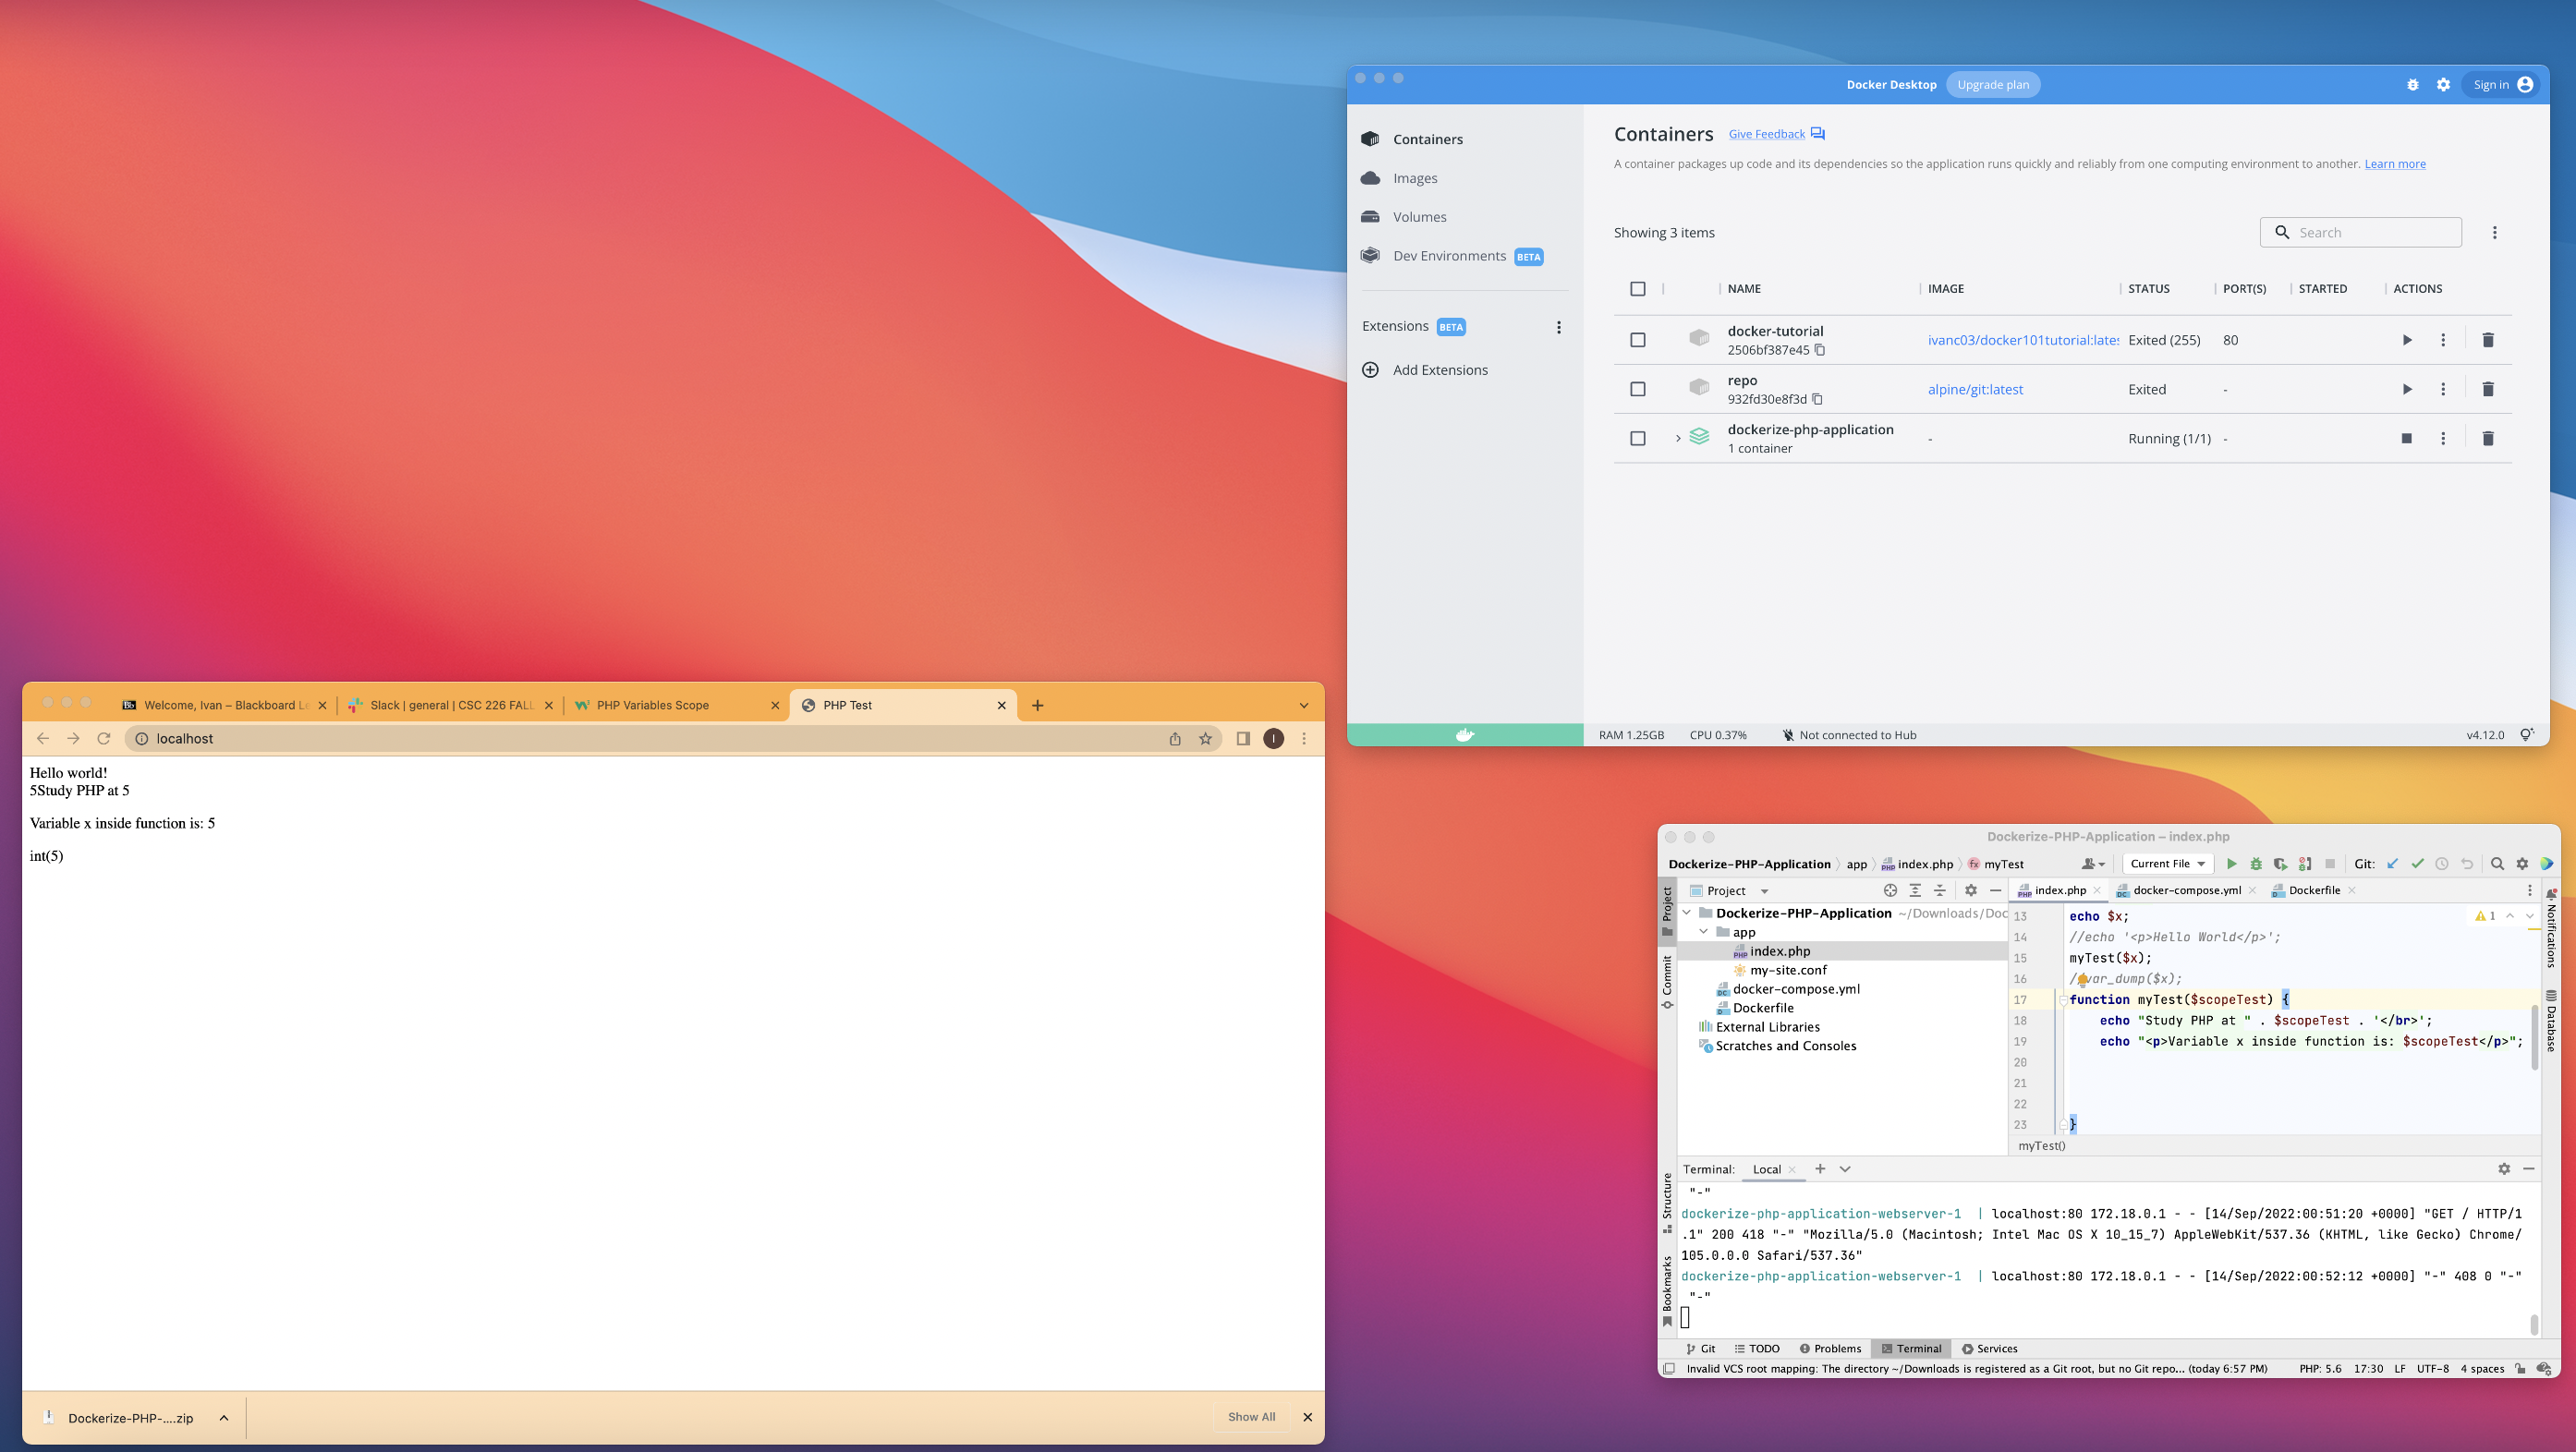 Docker Desktop Upgrade plan Sign in
Containers
Images
Volumes
Dev Environments BETA
Extensions BETA
Add Extensions
Containers Give Feedback
A container packages up code and its dependencies so the application runs quickly and reliably from one computing environment to another. Learn more
Showing 3 items
Search
NAME IMAGE STATUS PORT(S) STARTED ACTIONS
docker-tutorial
2506bf387e45
ivanc03/docker101tutorial:lates Exited (255) 80
repo
932fd30e8f3d
alpine/git:latest Exited -
dockerize-php-application
1 container
- Running (1/1) -
RAM 1.25GB CPU 0.37% Not connected to Hub v4.12.0
Welcome, Ivan – Blackboard Le
Slack | general | CSC 226 FALL
PHP Variables Scope
PHP Test
localhost
I
Hello world!
5Study PHP at 5
Variable x inside function is: 5
int(5)
Dockerize-PHP-....zip
Show All
Dockerize-PHP-Application – index.php
Dockerize-PHP-Application app index.php myTest Current File Git:
Project
index.php docker-compose.yml Dockerfile
Project
Commit
Structure
Bookmarks
Dockerize-PHP-Application ~/Downloads/Doc
app
index.php
my-site.conf
docker-compose.yml
Dockerfile
External Libraries
Scratches and Consoles
1
13 echo $x;
14 //echo '<p>Hello World</p>';
15 myTest($x);
16 //var_dump($x);
17 function myTest($scopeTest) {
18 echo "Study PHP at " . $scopeTest . '</br>';
19 echo "<p>Variable x inside function is: $scopeTest</p>";
20
21
22
23 }
myTest()
Notifications
Database
Terminal: Local
"-"
dockerize-php-application-webserver-1 | localhost:80 172.18.0.1 - - [14/Sep/2022:00:51:20 +0000] "GET / HTTP/1
.1" 200 418 "-" "Mozilla/5.0 (Macintosh; Intel Mac OS X 10_15_7) AppleWebKit/537.36 (KHTML, like Gecko) Chrome/
105.0.0.0 Safari/537.36"
dockerize-php-application-webserver-1 | localhost:80 172.18.0.1 - - [14/Sep/2022:00:52:12 +0000] "-" 408 0 "-"
"-"
Git TODO Problems Terminal Services
Invalid VCS root mapping: The directory ~/Downloads is registered as a Git root, but no Git repo... (today 6:57 PM) PHP: 5.6 17:30 LF UTF-8 4 spaces